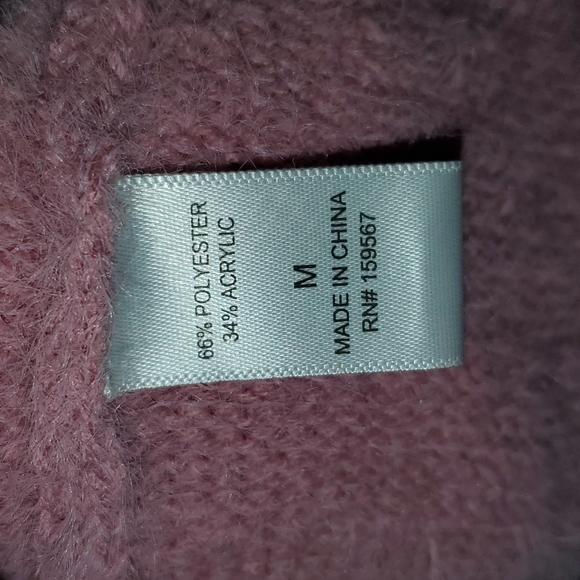 66% POLYESTER
34% ACRYLIC
M
MADE IN CHINA
RN# 159567